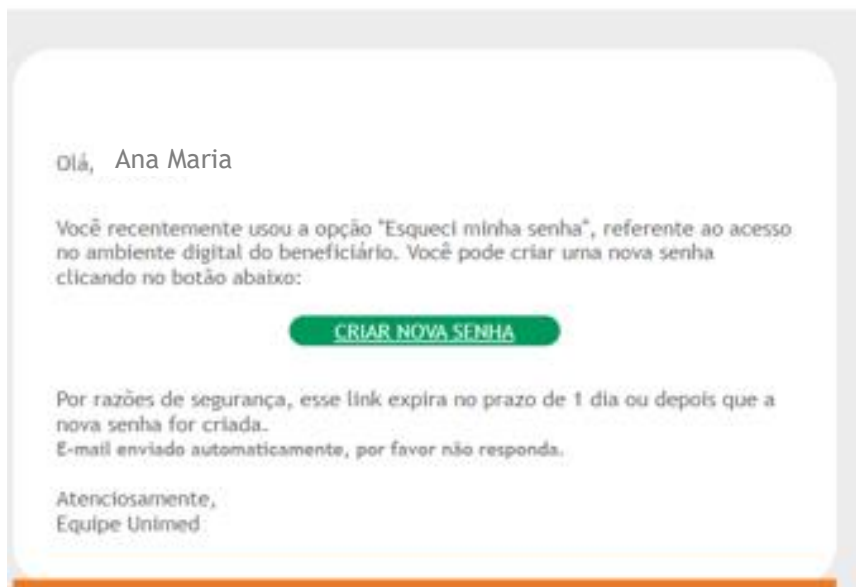 Olá, Ana Maria
Você recentemente usou a opção "Esqueci minha senha", referente ao acesso
no ambiente digital do beneficiário. Você pode criar uma nova senha
clicando no botão abaixo:
CRIAR NOVA SENHA
Por razões de segurança, esse link expira no prazo de 1 dia ou depois que a
nova senha for criada.
E-mail enviado automaticamente, por favor não responda.
Atenciosamente,
Equipe Unimed